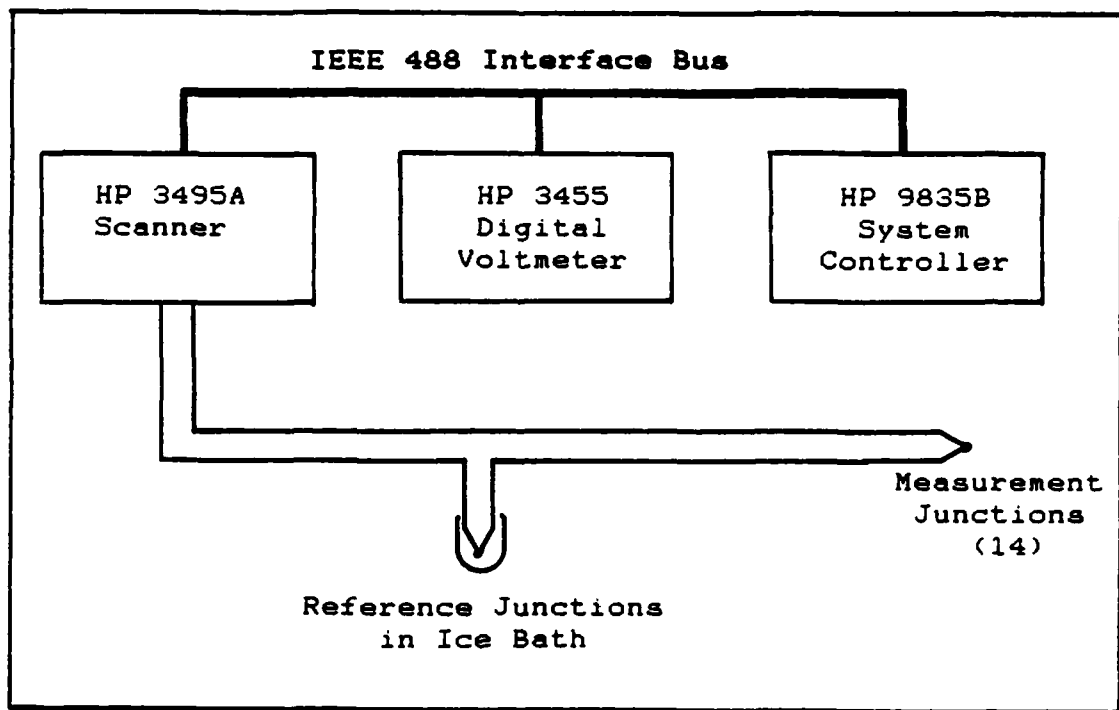 IEEE 488 Interface Bus
HP 3495A
Scanner
HP 3455
Digital
Voltmeter
HP 9835B
System
Controller
Measurement
Junctions
(14)
Reference Junctions
in Ice Bath